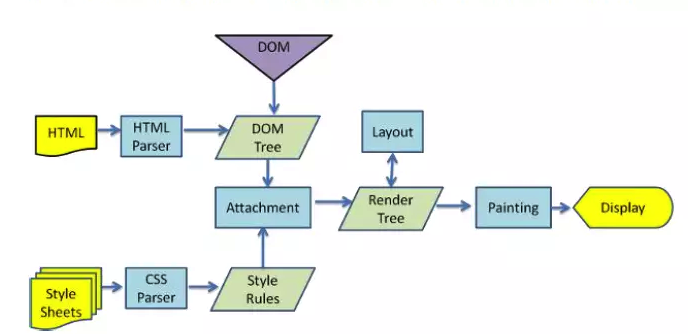 DOM
HTML
HTML
Parser
DOM
Tree
Layout
Attachment
Render
Tree
Painting
Display
Style
Sheets
CSS
Parser
Style
Rules